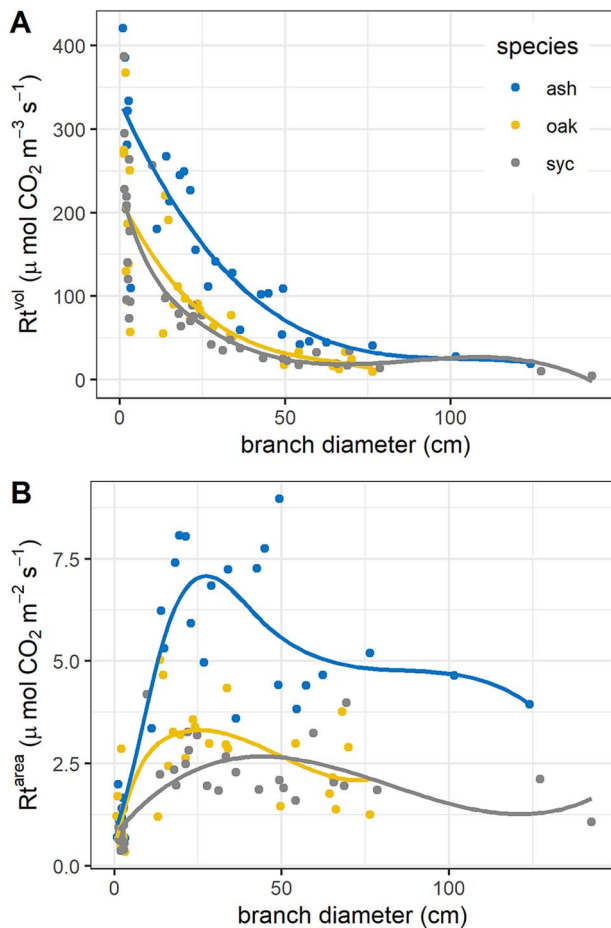 A
species
ash
oak
syc
400
300
200
100
0
Rt^vol (μ mol CO₂ m⁻³ s⁻¹)
0 50 100
branch diameter (cm)
B
7.5
5.0
2.5
0.0
Rt^area (μ mol CO₂ m⁻² s⁻¹)
0 50 100
branch diameter (cm)